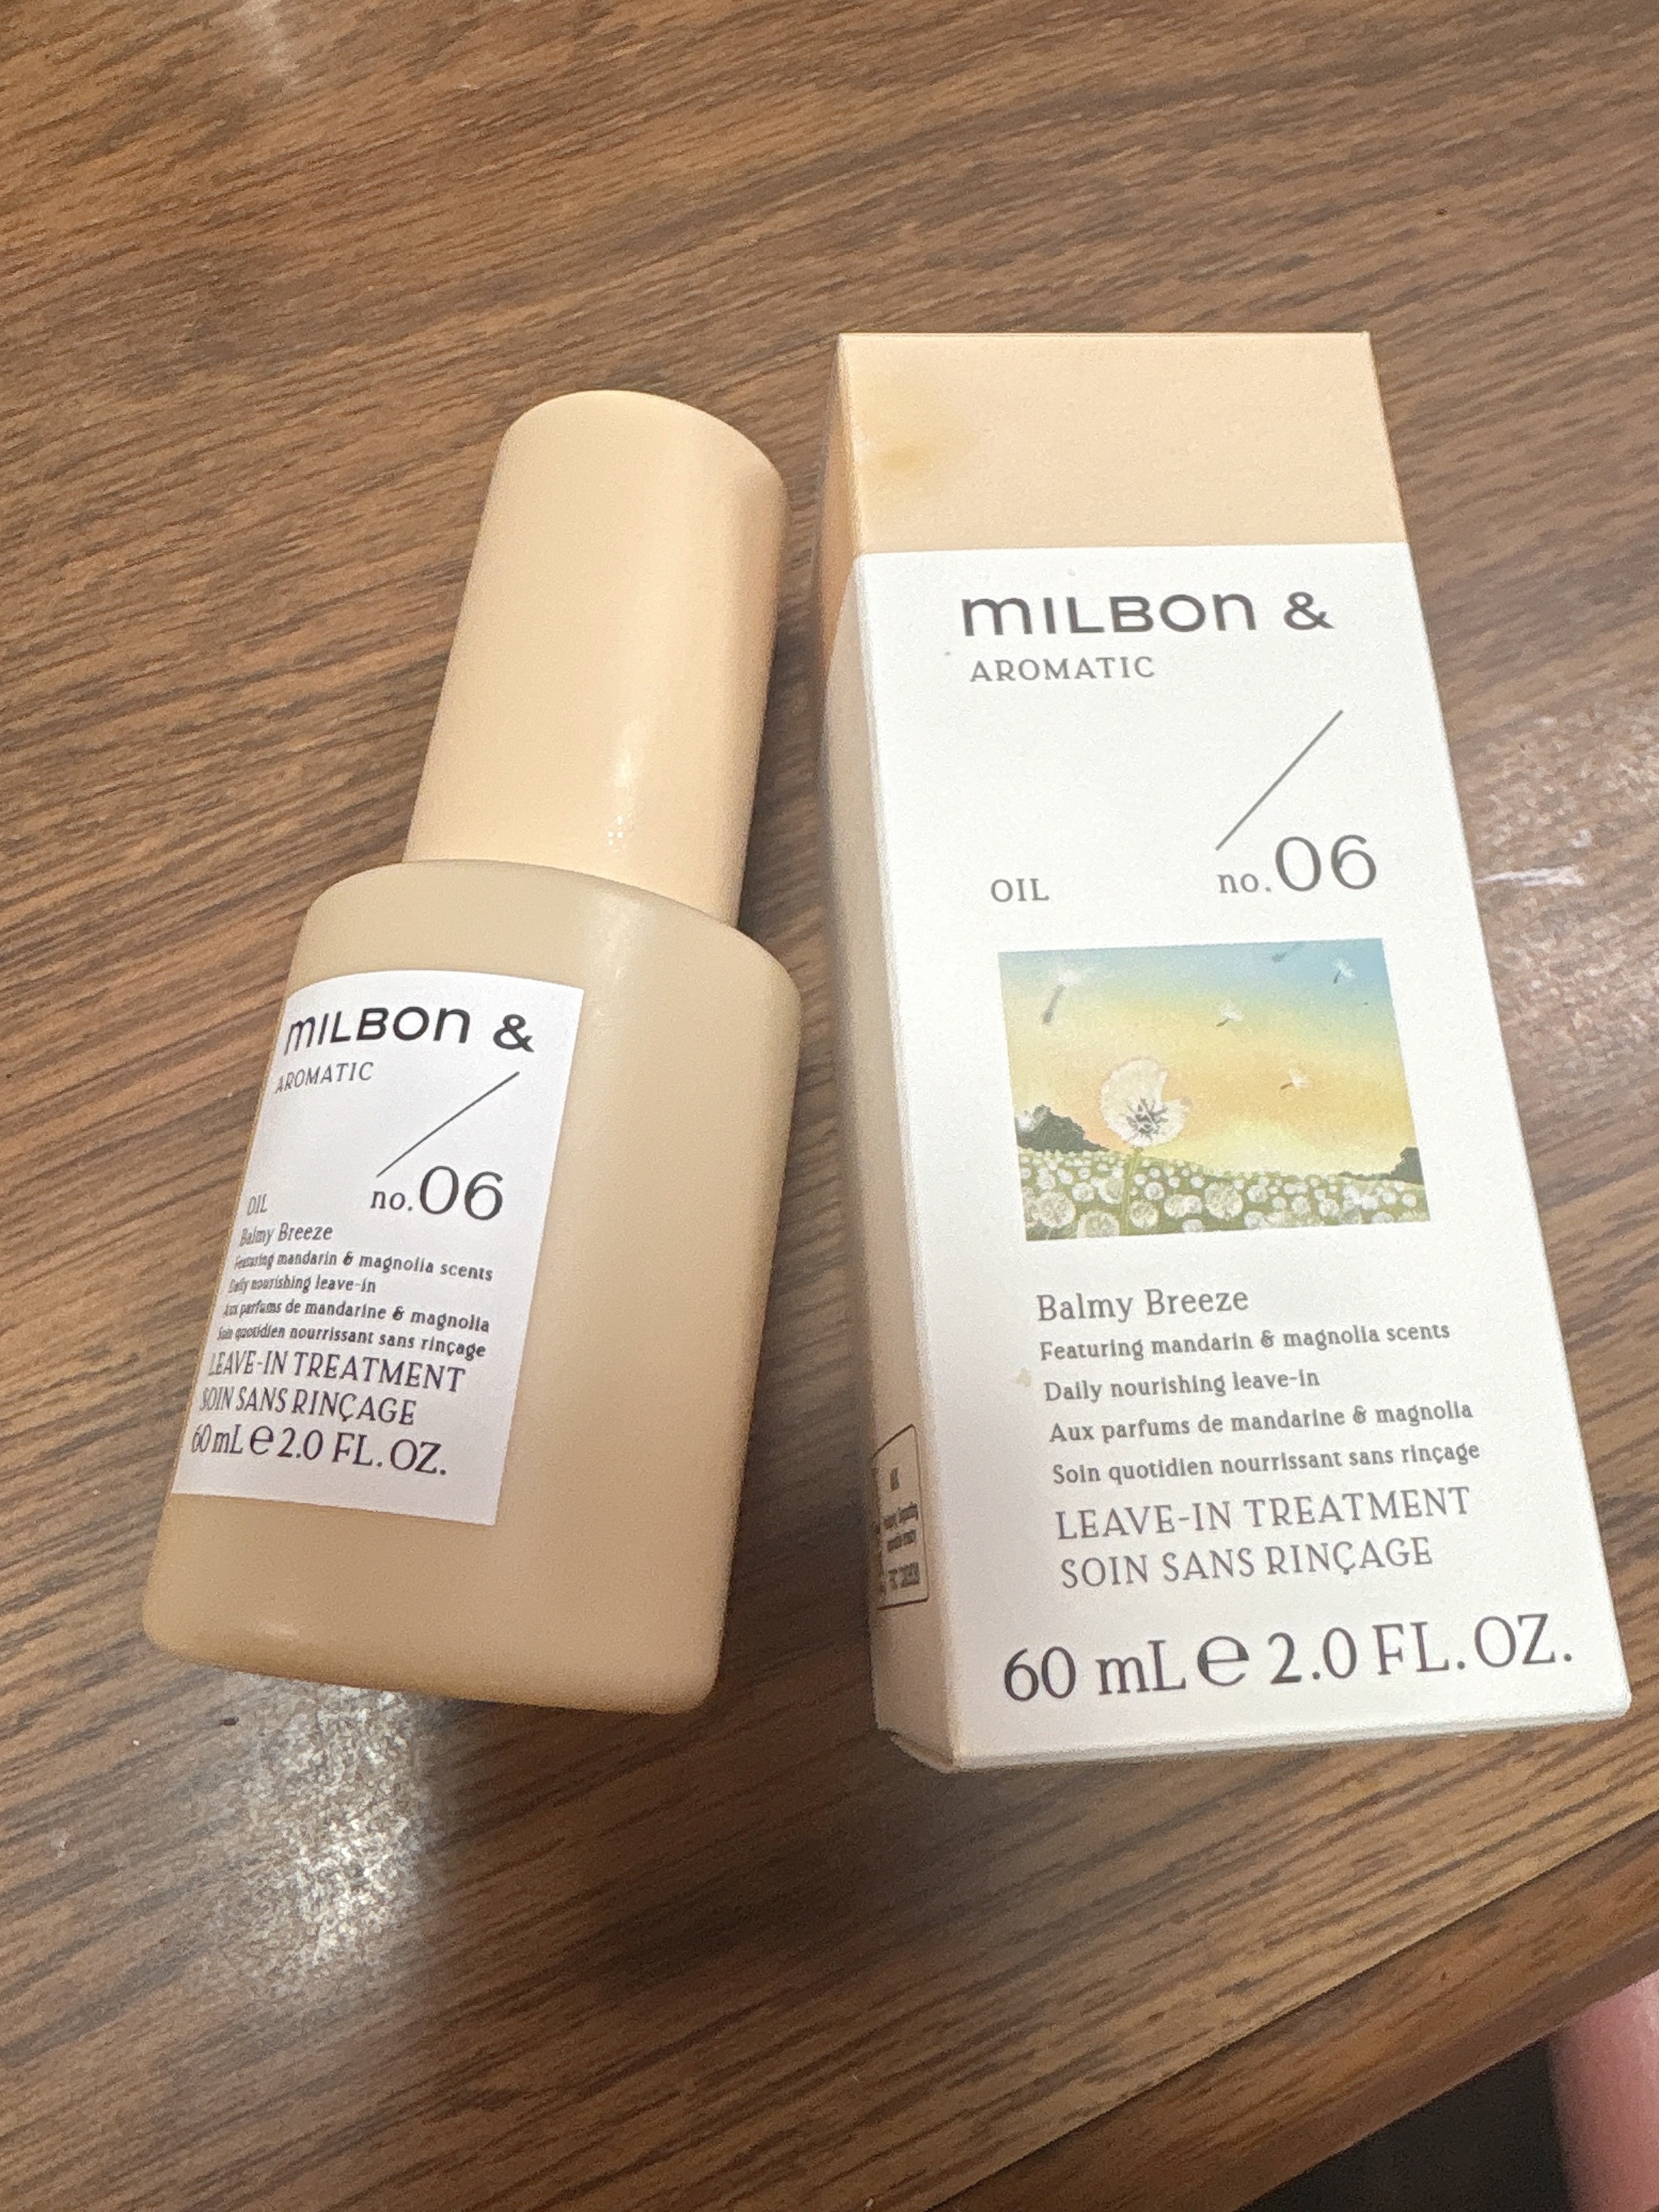 mILBOn &
AROMATIC
OIL no.06
Balmy Breeze
Featuring mandarin & magnolia scents
Daily nourishing leave-in
Aux parfums de mandarine & magnolia
Soin quotidien nourrissant sans rinçage
LEAVE-IN TREATMENT
SOIN SANS RINÇAGE
60 mL e 2.0 FL. OZ.
mILBOn &
AROMATIC
OIL no.06
Balmy Breeze
Featuring mandarin & magnolia scents
Daily nourishing leave-in
Aux parfums de mandarine & magnolia
Soin quotidien nourrissant sans rinçage
LEAVE-IN TREATMENT
SOIN SANS RINÇAGE
60 mL e 2.0 FL. OZ.